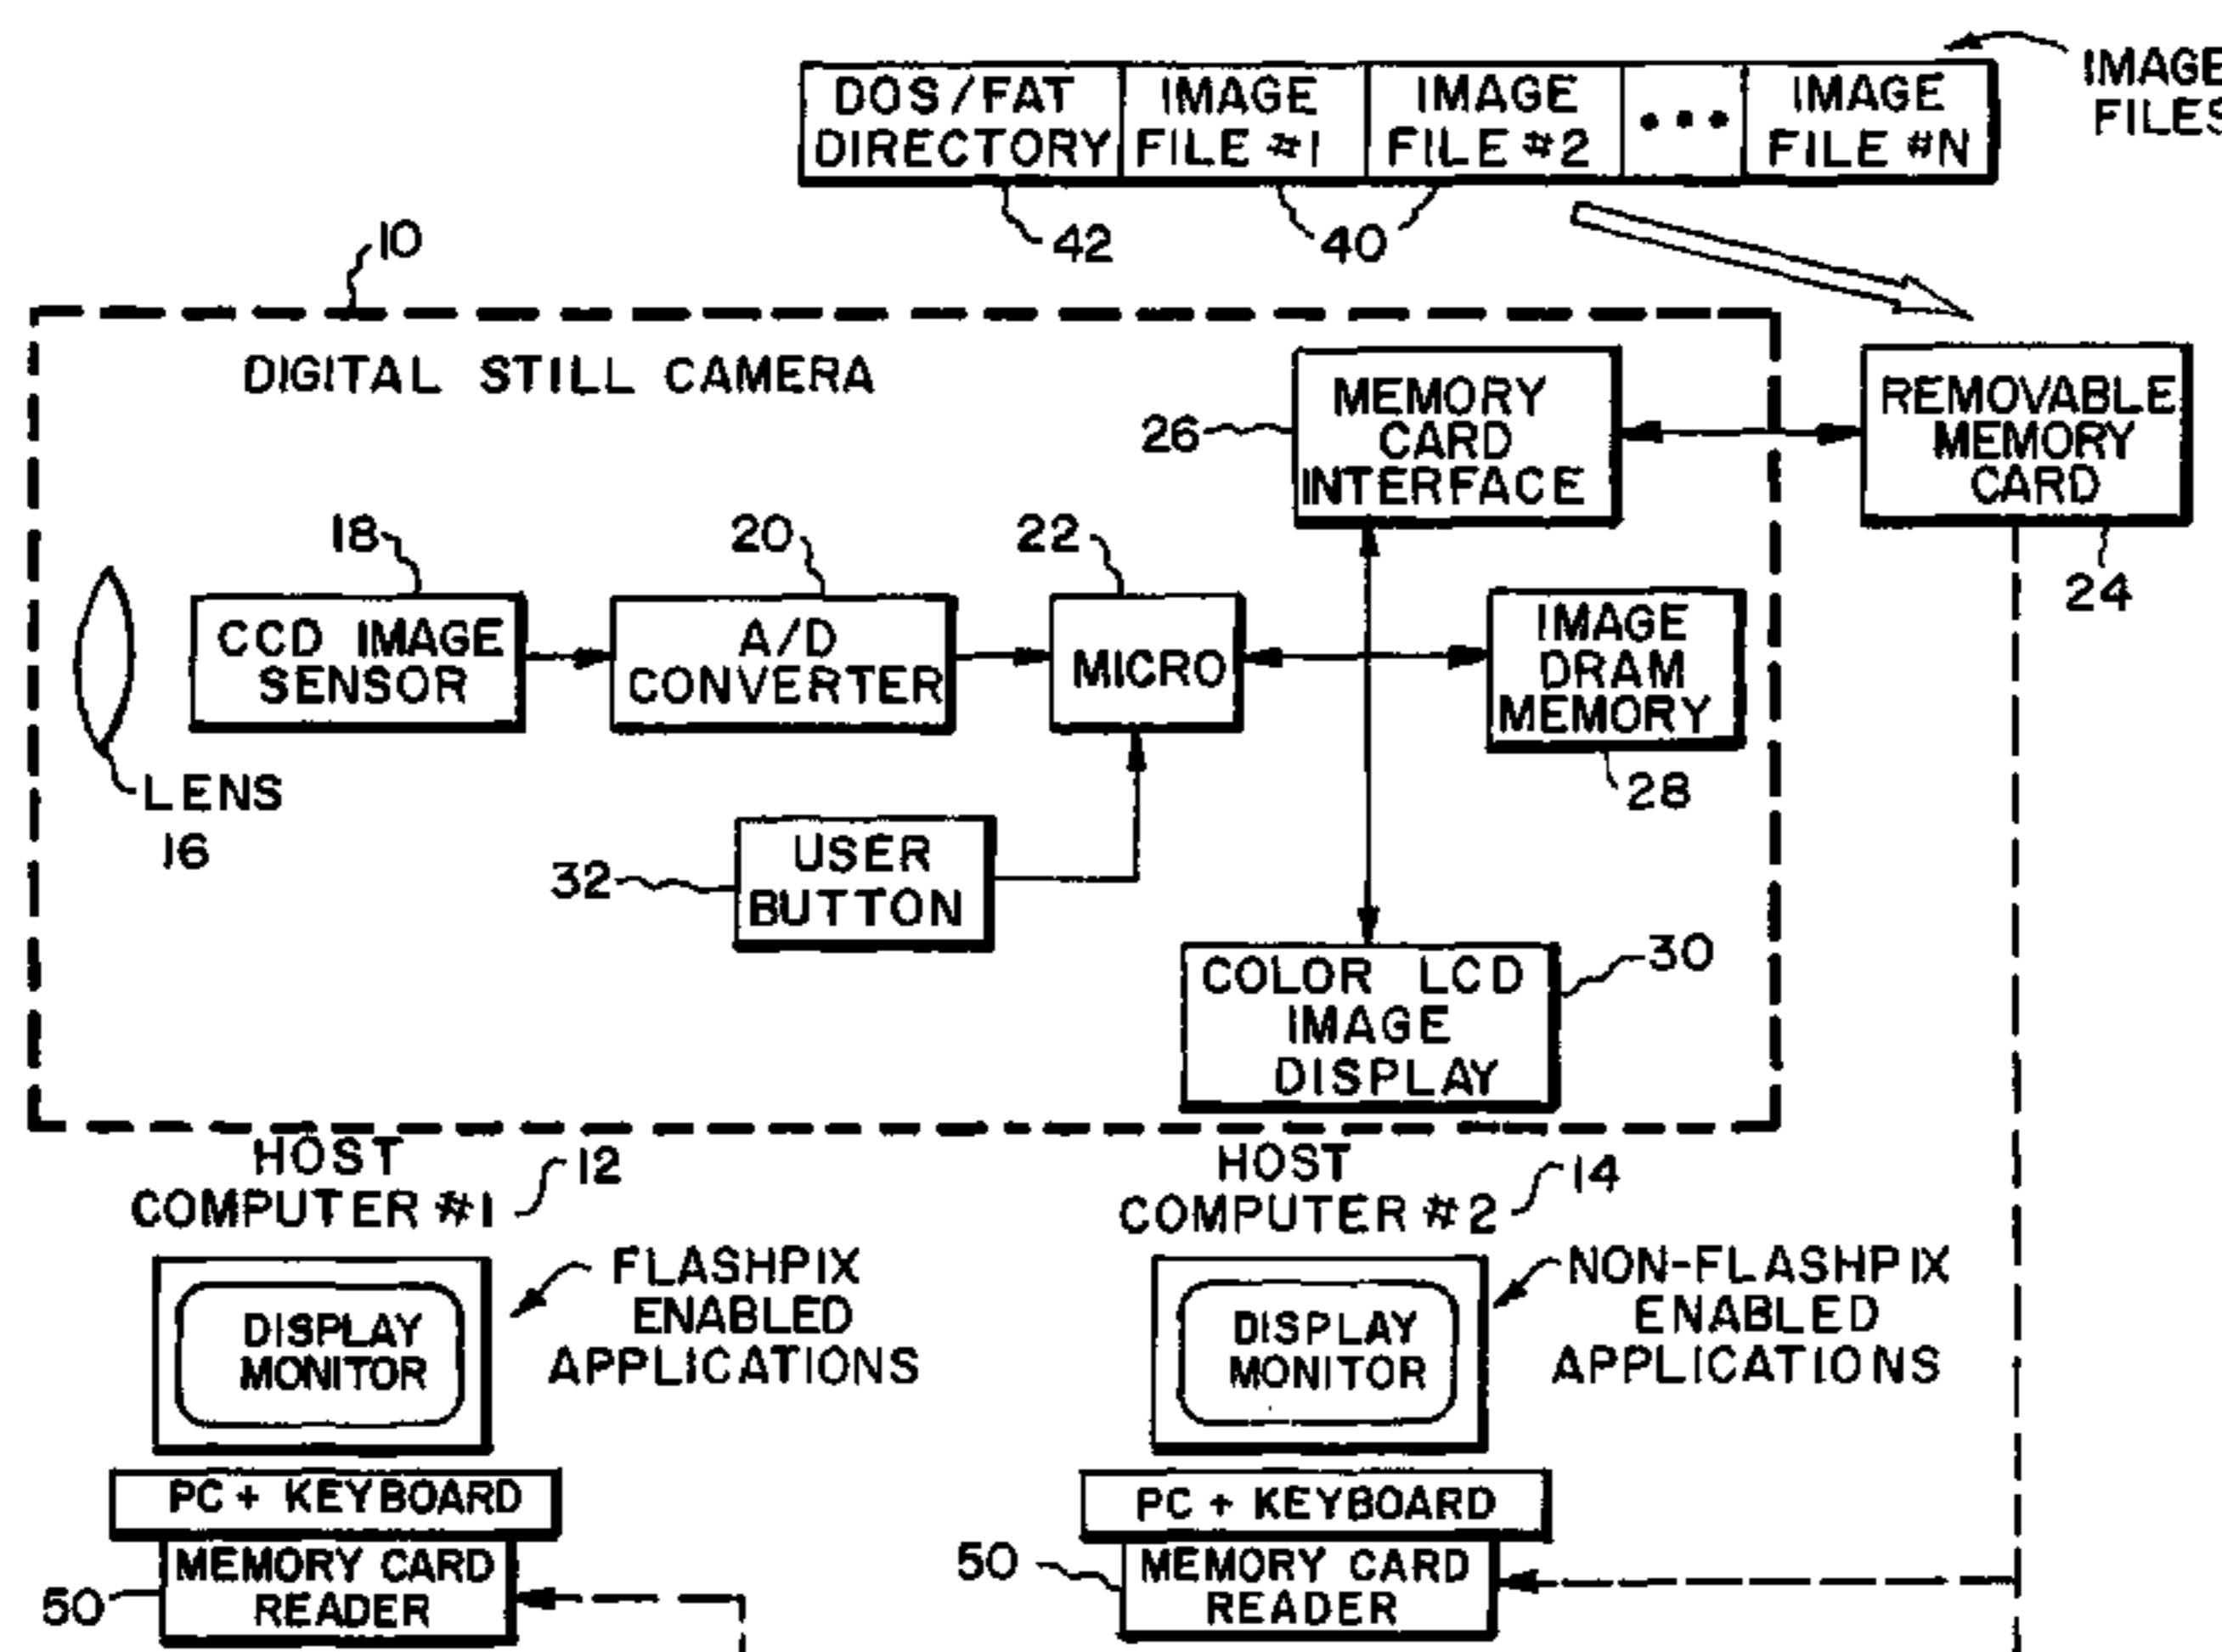 DOS/FAT
DIRECTORY
IMAGE
FILE #1
IMAGE
FILE #2
•••
IMAGE
FILE #N
IMAGE
FILES
42
40
10
DIGITAL STILL CAMERA
26
MEMORY
CARD
INTERFACE
REMOVABLE
MEMORY
CARD
24
18
20
22
CCD IMAGE
SENSOR
A/D
CONVERTER
MICRO
IMAGE
DRAM
MEMORY
28
LENS
16
32
USER
BUTTON
COLOR LCD
IMAGE
DISPLAY
30
HOST
COMPUTER #1
12
HOST
COMPUTER #2
14
DISPLAY
MONITOR
FLASHPIX
ENABLED
APPLICATIONS
DISPLAY
MONITOR
NON-FLASHPIX
ENABLED
APPLICATIONS
PC + KEYBOARD
MEMORY CARD
READER
50
PC + KEYBOARD
50
MEMORY CARD
READER